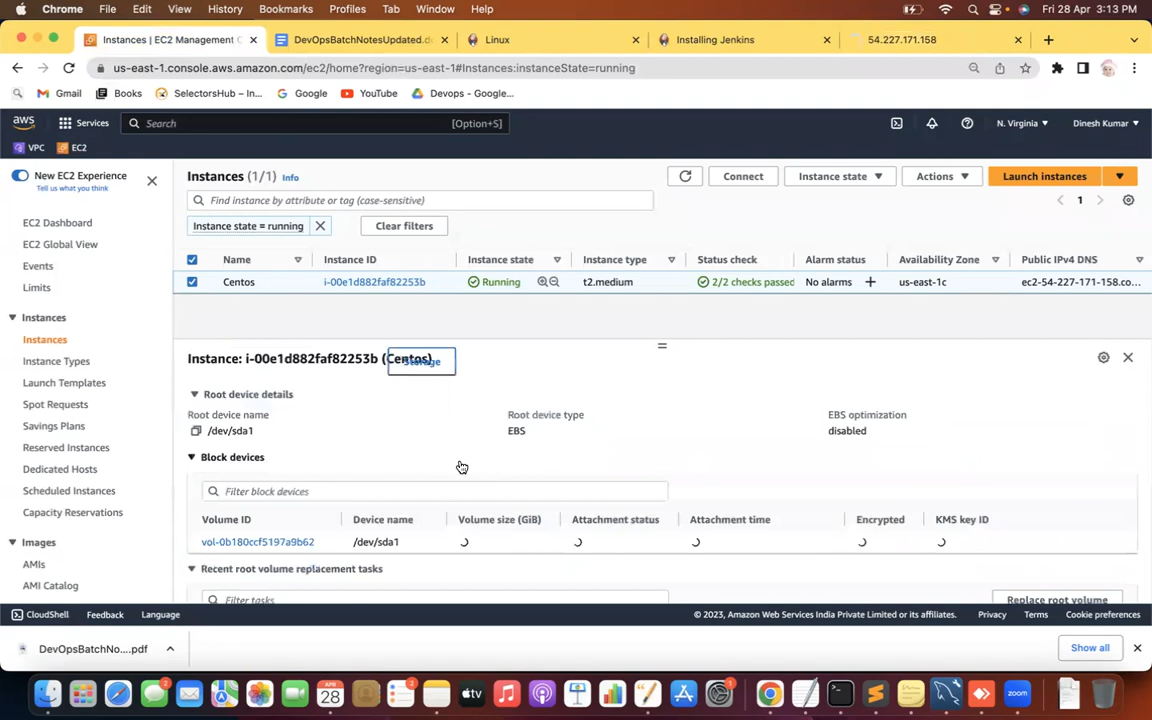 Chrome File Edit View History Bookmarks Profiles Tab Window Help Fri 28 Apr 3:13 PM
Instances | EC2 Management C DevOpsBatchNotesUpdated.d Linux Installing Jenkins 54.227.171.158
us-east-1.console.aws.amazon.com/ec2/home?region=us-east-1#Instances:instanceState=running
Gmail Books SelectorsHub – In... Google YouTube Devops - Google...
aws Services Search [Option+S] N. Virginia Dinesh Kumar
VPC EC2
New EC2 Experience
Tell us what you think
EC2 Dashboard
EC2 Global View
Events
Limits
Instances
Instances
Instance Types
Launch Templates
Spot Requests
Savings Plans
Reserved Instances
Dedicated Hosts
Scheduled Instances
Capacity Reservations
Images
AMIs
AMI Catalog
Instances (1/1) Info Connect Instance state Actions Launch instances
Find instance by attribute or tag (case-sensitive) 1
Instance state = running Clear filters
Name Instance ID Instance state Instance type Status check Alarm status Availability Zone Public IPv4 DNS
Centos i-00e1d882faf82253b Running t2.medium 2/2 checks passed No alarms us-east-1c ec2-54-227-171-158.co...
Instance: i-00e1d882faf82253b (Centos)
Storage
Root device details
Root device name Root device type EBS optimization
/dev/sda1 EBS disabled
Block devices
Filter block devices
Volume ID Device name Volume size (GiB) Attachment status Attachment time Encrypted KMS key ID
vol-0b180ccf5197a9b62 /dev/sda1
Recent root volume replacement tasks
Filter tasks Replace root volume
CloudShell Feedback Language © 2023, Amazon Web Services India Private Limited or its affiliates. Privacy Terms Cookie preferences
DevOpsBatchNo....pdf Show all
2 APR 28 2 tv 1 zoom